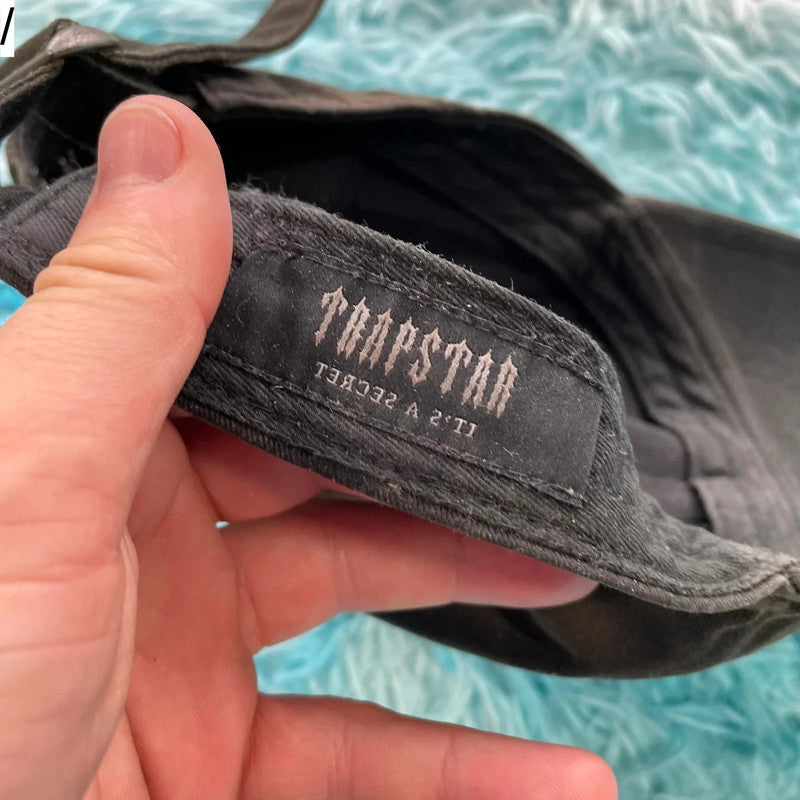 /
TRAPSTAR
IT'S A SECRET